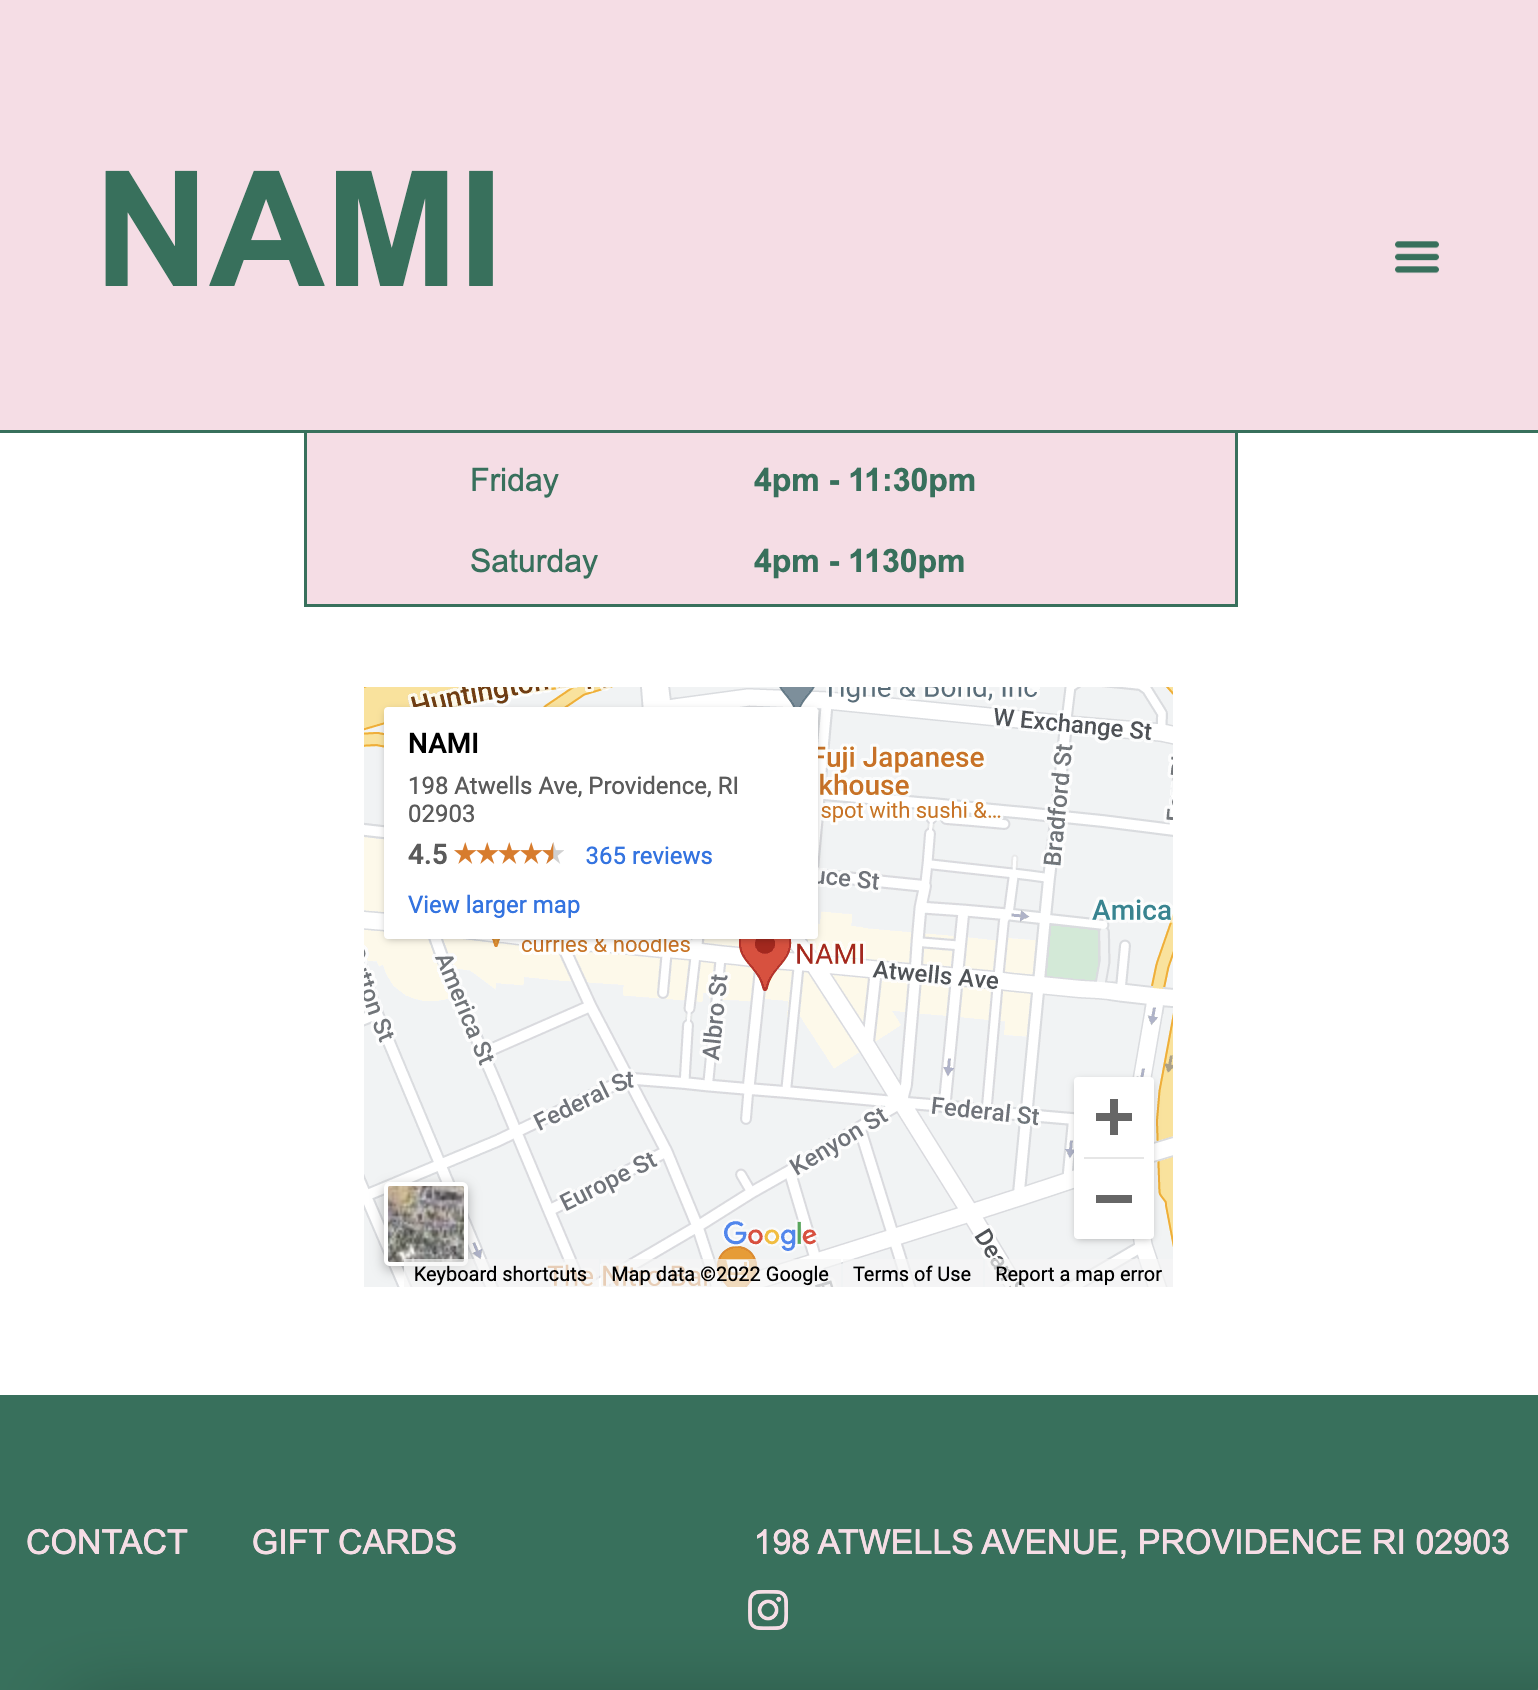 NAMI
Friday 4pm - 11:30pm
Saturday 4pm - 1130pm
Tighe & Bond, Inc
W Exchange St
NAMI
198 Atwells Ave, Providence, RI
02903
4.5 365 reviews
View larger map
Fuji Japanese
khouse
spot with sushi &...
Bradford St
uce St
Amica
curries & noodles
NAMI
Atwells Ave
America St
Albro St
Federal St
Federal St
Kenyon St
Europe St
Google
The Nitro Bar
Keyboard shortcuts Map data ©2022 Google Terms of Use Report a map error
CONTACT GIFT CARDS 198 ATWELLS AVENUE, PROVIDENCE RI 02903